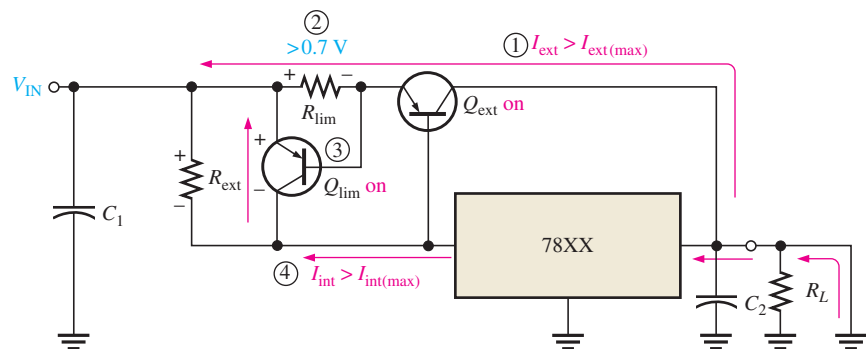 ②
>0.7 V
① I_ext > I_ext(max)
V_IN
+ −
R_lim
Q_ext on
+
③
+
R_ext
−
Q_lim on
−
C_1
78XX
④ I_int > I_int(max)
C_2
R_L